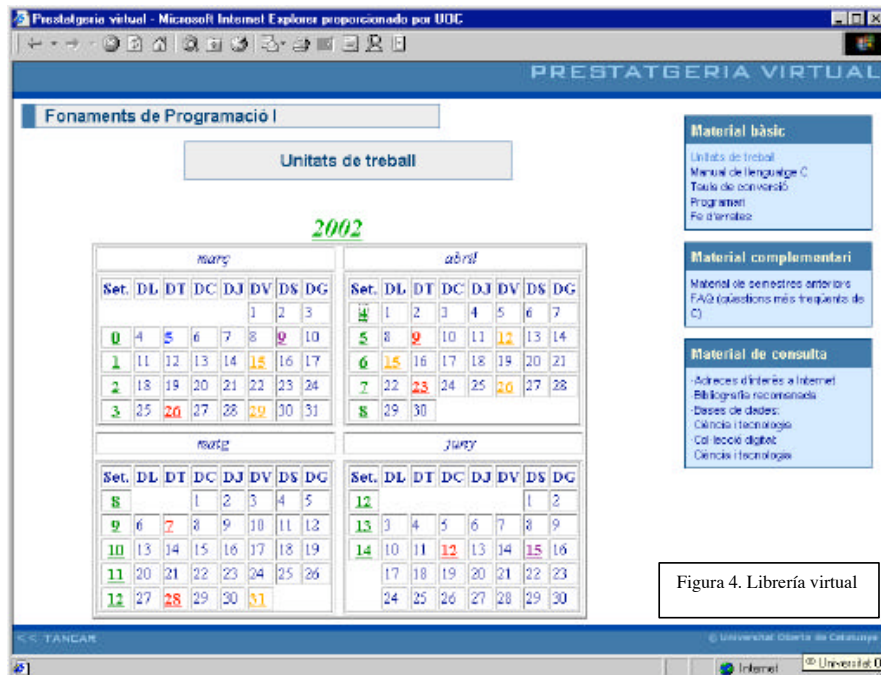 Prestatgeria virtual - Microsoft Internet Explorer proporcionado por UOC
PRESTATGERIA VIRTUAL
Fonaments de Programació I
Unitats de treball
2002
març
Set. DL DT DC DJ DV DS DG
1 2 3
0 4 5 6 7 8 9 10
1 11 12 13 14 15 16 17
2 18 19 20 21 22 23 24
3 25 26 27 28 29 30 31
abril
Set. DL DT DC DJ DV DS DG
4 1 2 3 4 5 6 7
5 8 9 10 11 12 13 14
6 15 16 17 18 19 20 21
7 22 23 24 25 26 27 28
8 29 30
maig
Set. DL DT DC DJ DV DS DG
8 1 2 3 4 5
9 6 7 8 9 10 11 12
10 13 14 15 16 17 18 19
11 20 21 22 23 24 25 26
12 27 28 29 30 31
juny
Set. DL DT DC DJ DV DS DG
12 1 2
13 3 4 5 6 7 8 9
14 10 11 12 13 14 15 16
17 18 19 20 21 22 23
24 25 26 27 28 29 30
Material bàsic
Unitats de treball
Manual de llenguatge C
Taula de conversió
Programari
Fe d'errates
Material complementari
Material de semestres anteriors
FAQ (qüestions més freqüents de
C)
Material de consulta
-Adreces d'interès a Internet
-Bibliografia recomanada
-Bases de dades:
Ciència i tecnologia
-Col·lecció digital:
Ciència i tecnologia
Figura 4. Librería virtual
<< TANCAR
© Universitat Oberta de Catalunya
Internet
© Universitat O